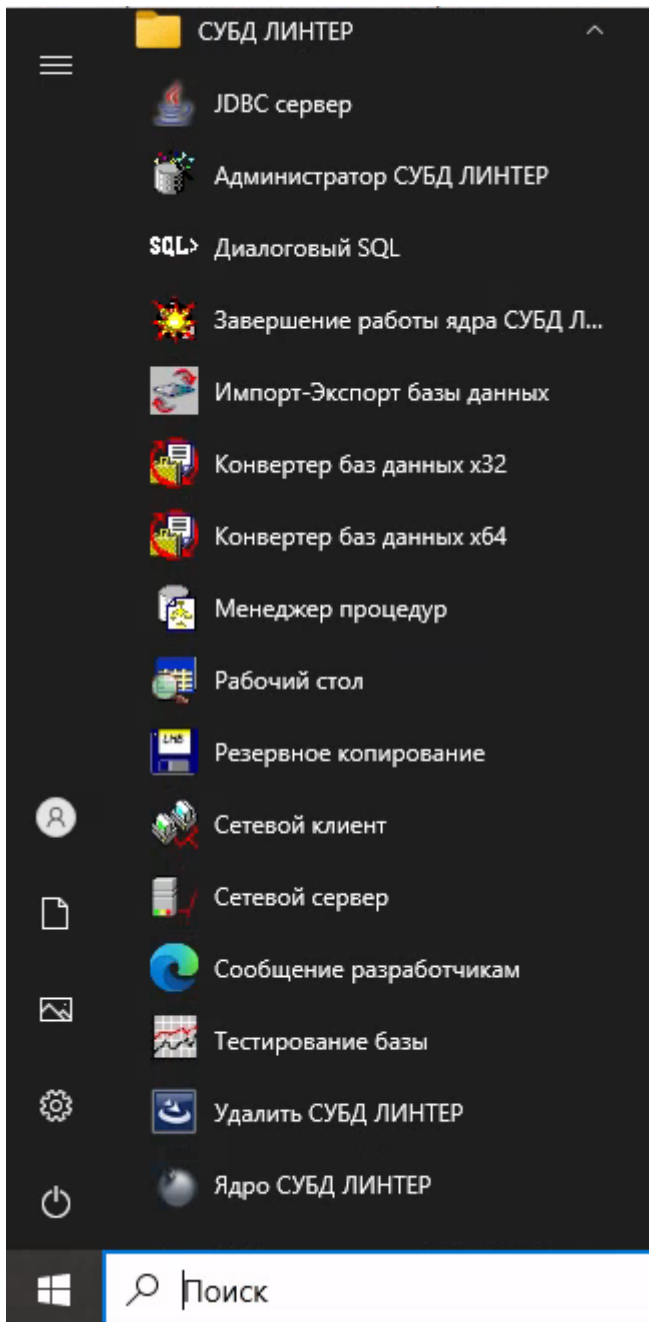 СУБД ЛИНТЕР
JDBC сервер
Администратор СУБД ЛИНТЕР
SQL> Диалоговый SQL
Завершение работы ядра СУБД Л...
Импорт-Экспорт базы данных
Конвертер баз данных x32
Конвертер баз данных x64
Менеджер процедур
Рабочий стол
LHB
Резервное копирование
Сетевой клиент
Сетевой сервер
Сообщение разработчикам
Тестирование базы
Удалить СУБД ЛИНТЕР
Ядро СУБД ЛИНТЕР
Поиск